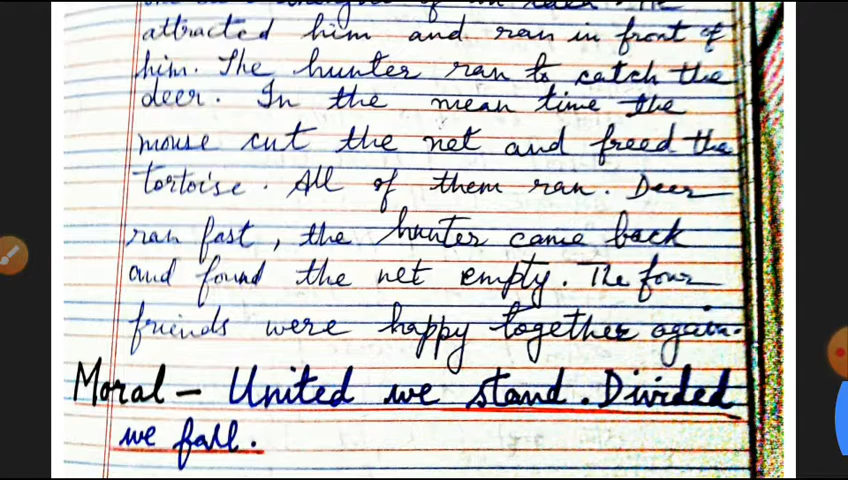 attracted him and ran in front of
him. The hunter ran to catch the
deer. In the mean time the
mouse cut the net and freed the
tortoise. All of them ran. Deer
ran fast, the hunter came back
and found the net empty. The four
friends were happy together again.
Moral - United we stand. Divided
we fall.